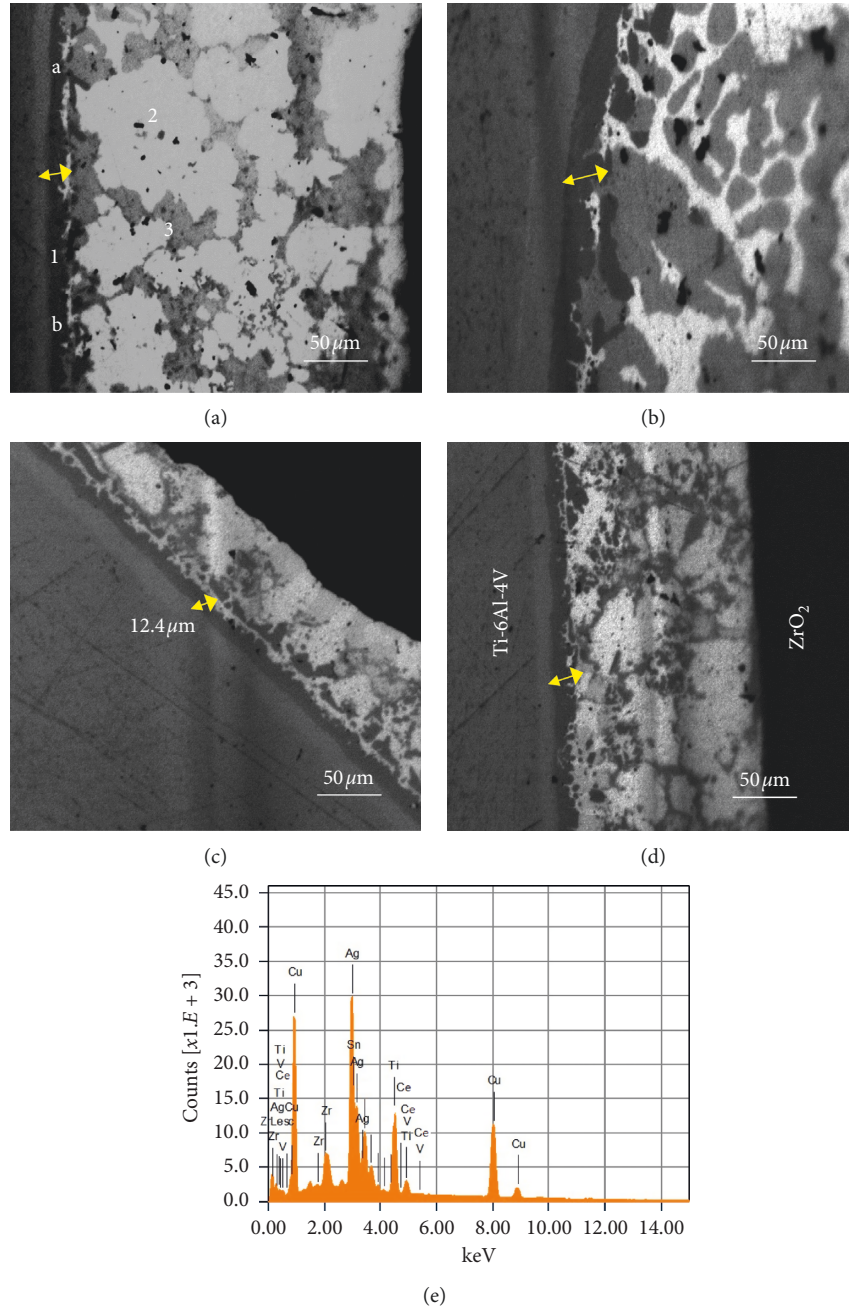 a
2
3
1
b
50 μm
(a)
50 μm
(b)
12.4 μm
50 μm
(c)
Ti-6Al-4V
ZrO2
50 μm
(d)
45.0
40.0
35.0
30.0
25.0
20.0
15.0
10.0
5.0
0.0
Counts [x1.E + 3]
Cu
Ag
Sn
Ag
Ti
V
Ce
Ti
Ag Cu
Zr
Zr
V
Zr
Zr
Ag
Ti
Ce
Ce
V
Ti
Ce
V
Cu
Cu
0.00 2.00 4.00 6.00 8.00 10.00 12.00 14.00
keV
(e)